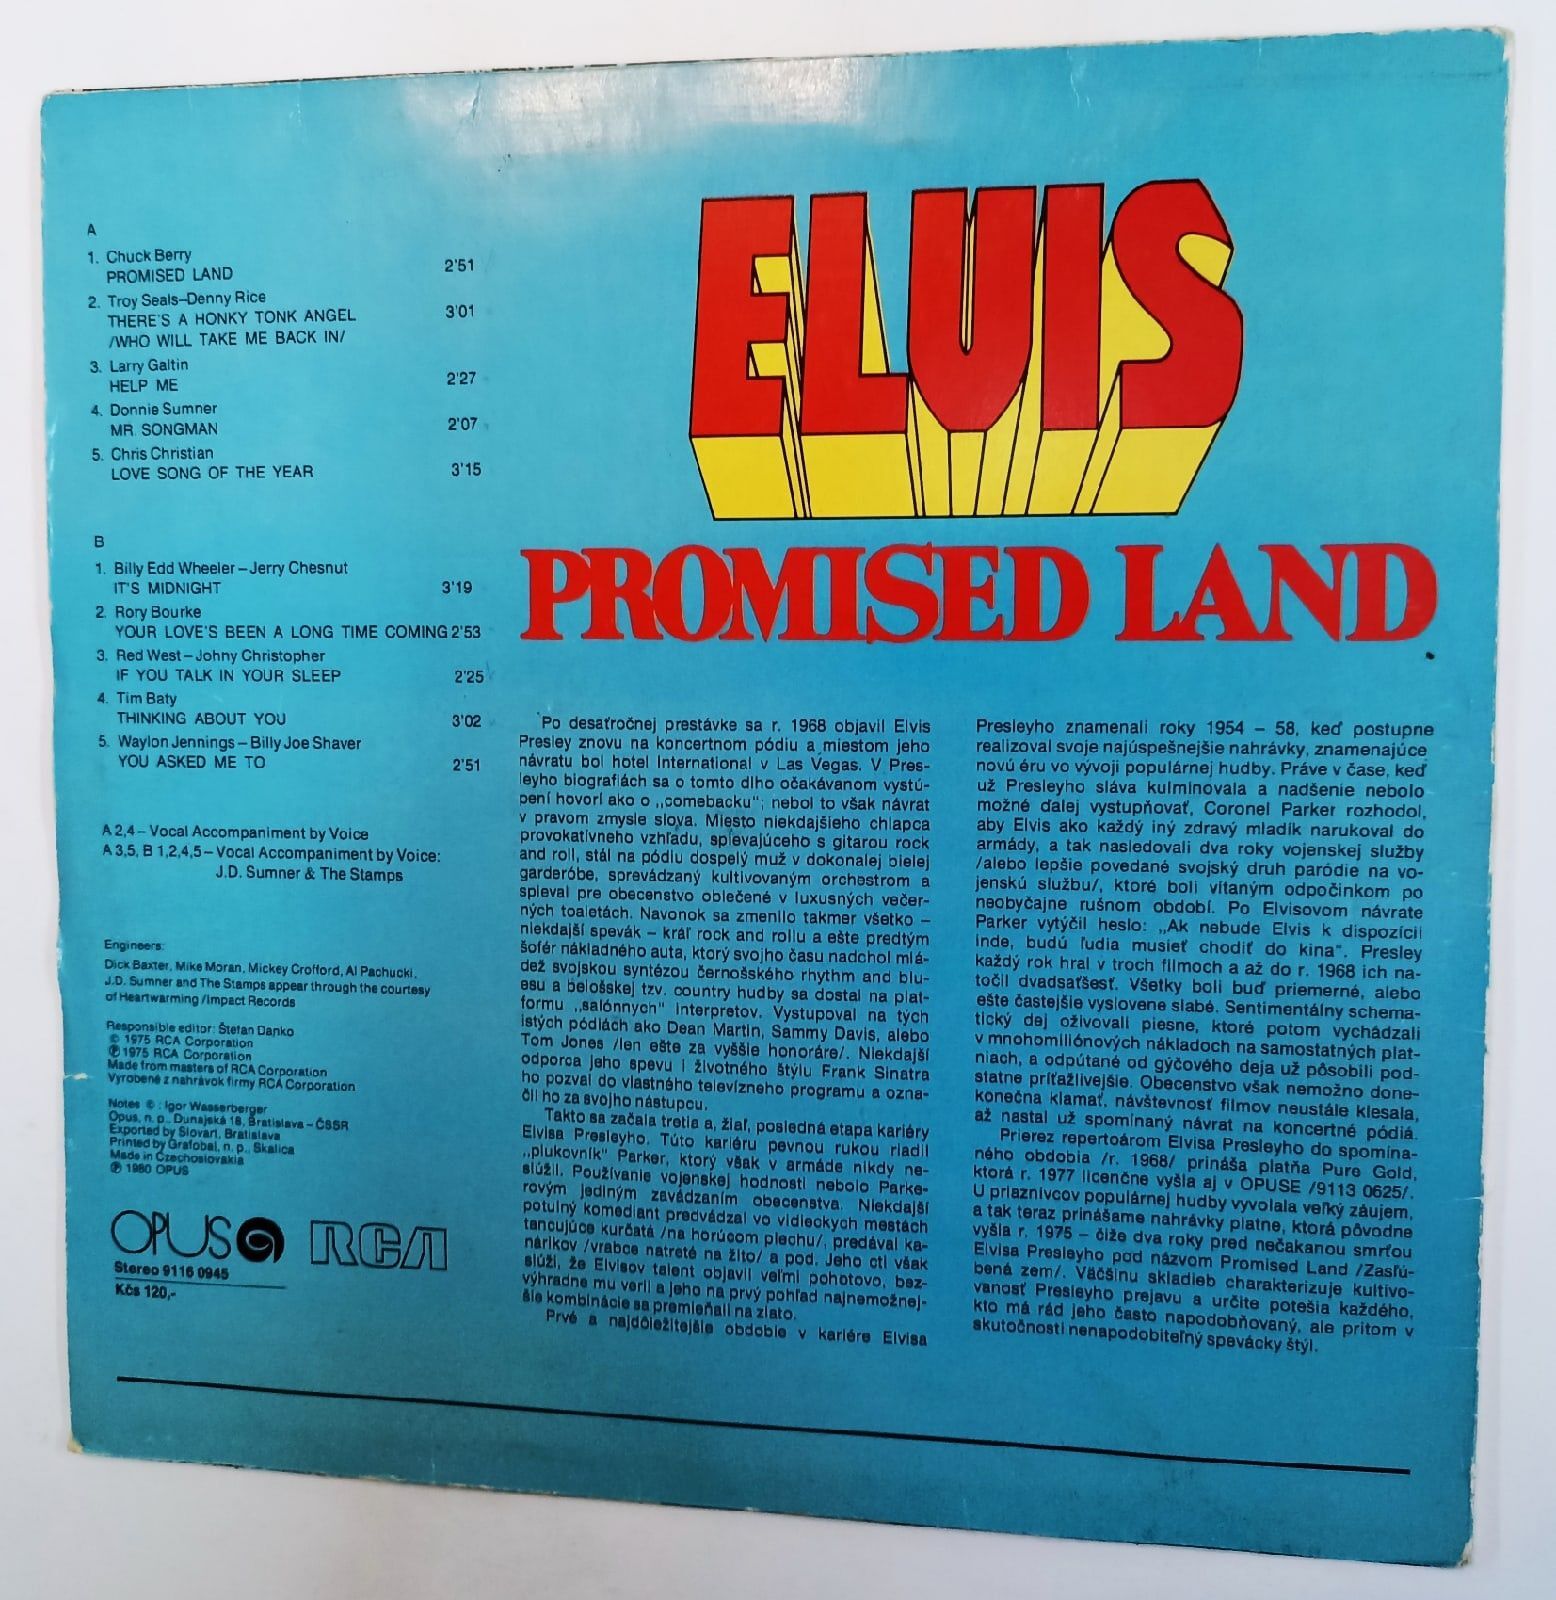 A
1. Chuck Berry
PROMISED LAND 2'51
2. Troy Seals–Denny Rice
THERE'S A HONKY TONK ANGEL 3'01
/WHO WILL TAKE ME BACK IN/
3. Larry Galtin
HELP ME 2'27
4. Donnie Sumner
MR. SONGMAN 2'07
5. Chris Christian
LOVE SONG OF THE YEAR 3'15
B
1. Billy Edd Wheeler – Jerry Chesnut
IT'S MIDNIGHT 3'19
2. Rory Bourke
YOUR LOVE'S BEEN A LONG TIME COMING 2'53
3. Red West – Johny Christopher
IF YOU TALK IN YOUR SLEEP 2'25
4. Tim Baty
THINKING ABOUT YOU 3'02
5. Waylon Jennings – Billy Joe Shaver
YOU ASKED ME TO 2'51
A 2,4 – Vocal Accompaniment by Voice
A 3,5, B 1,2,4,5 – Vocal Accompaniment by Voice:
J.D. Sumner & The Stamps
Engineers:
Dick Baxter, Mike Moran, Mickey Crofford, Al Pachucki.
J.D. Sumner and The Stamps appear through the courtesy
of Heartwarming /Impact Records
Responsible editor: Štefan Danko
© 1975 RCA Corporation
℗ 1975 RCA Corporation
Made from masters of RCA Corporation
Vyrobené z nahrávok firmy RCA Corporation
Notes © : Igor Wasserberger
Opus, n. p., Dunajská 18, Bratislava – ČSSR
Exported by Slovart, Bratislava
Printed by Grafobal, n. p., Skalica
Made in Czechoslovakia
℗ 1980 OPUS
OPUS RCA
Stereo 9116 0945
Kčs 120,-
ELVIS
PROMISED LAND
Po desaťročnej prestávke sa r. 1968 objavil Elvis
Presley znovu na koncertnom pódiu a miestom jeho
návratu bol hotel International v Las Vegas. V Pres-
leyho biografiách sa o tomto dlho očakávanom vystú-
pení hovorí ako o „comebacku“; nebol to však návrat
v pravom zmysle slova. Miesto niekdajšieho chlapca
provokatívneho vzhľadu, spievajúceho s gitarou rock
and roll, stál na pódiu dospelý muž v dokonalej bielej
garderóbe, sprevádzaný kultivovaným orchestrom a
spieval pre obecenstvo oblečené v luxusných večer-
ných toaletách. Navonok sa zmenilo takmer všetko –
niekdajší spevák – kráľ rock and rollu a ešte predtým
šofér nákladného auta, ktorý svojho času nadchol mlá-
dež svojskou syntézou černošského rhythm and blu-
esu a belošskej tzv. country hudby sa dostal na plat-
formu „salónnych“ interpretov. Vystupoval na tých
istých pódiách ako Dean Martin, Sammy Davis, alebo
Tom Jones /len ešte za vyššie honoráre/. Niekdajší
odporca jeho spevu i životného štýlu Frank Sinatra
ho pozval do vlastného televízneho programu a ozna-
čil ho za svojho nástupcu.
Takto sa začala tretia a, žiaľ, posledná etapa kariéry
Elvisa Presleyho. Túto kariéru pevnou rukou riadil
„plukovník“ Parker, ktorý však v armáde nikdy ne-
slúžil. Používanie vojenskej hodnosti nebolo Parke-
rovým jediným zavádzaním obecenstva. Niekdajší
potulný komediant predvádzal vo vidieckych mestách
tancujúce kurčatá /na horúcom plechu/, predával ka-
nárikov /vrabce natreté na žlto/ a pod. Jeho cti však
slúži, že Elvisov talent objavil veľmi pohotovo, bez-
výhradne mu veril a jeho na prvý pohľad najnemožnej-
šie kombinácie sa premieňali na zlato.
Prvé a najdôležitejšie obdobie v kariére Elvisa
Presleyho znamenali roky 1954 – 58, keď postupne
realizoval svoje najúspešnejšie nahrávky, znamenajúce
novú éru vo vývoji populárnej hudby. Práve v čase, keď
už Presleyho sláva kulminovala a nadšenie nebolo
možné ďalej vystupňovať, Coronel Parker rozhodol,
aby Elvis ako každý iný zdravý mladík narukoval do
armády, a tak nasledovali dva roky vojenskej služby
/alebo lepšie povedané svojský druh paródie na vo-
jenskú službu/, ktoré boli vítaným odpočinkom po
neobyčajne rušnom období. Po Elvisovom návrate
Parker vytýčil heslo: „Ak nebude Elvis k dispozícii
inde, budú ľudia musieť chodiť do kina“. Presley
každý rok hral v troch filmoch a až do r. 1968 ich na-
točil dvadsaťšesť. Všetky boli buď priemerné, alebo
ešte častejšie vyslovene slabé. Sentimentálny schema-
tický dej oživovali piesne, ktoré potom vychádzali
v mnohomiliónových nákladoch na samostatných plat-
niach, a odpútané od gýčového deja už pôsobili pod-
statne príťažlivejšie. Obecenstvo však nemožno done-
konečna klamať, návštevnosť filmov neustále klesala,
až nastal už spomínaný návrat na koncertné pódiá.
Prierez repertoárom Elvisa Presleyho do spomína-
ného obdobia /r. 1968/ prináša platňa Pure Gold,
ktorá r. 1977 licenčne vyšla aj v OPUSE /9113 0625/.
U priaznivcov populárnej hudby vyvolala veľký záujem,
a tak teraz prinášame nahrávky platne, ktorá pôvodne
vyšla r. 1975 – čiže dva roky pred nečakanou smrťou
Elvisa Presleyho pod názvom Promised Land /Zasľú-
bená zem/. Väčšinu skladieb charakterizuje kultivo-
vanosť Presleyho prejavu a určite potešia každého,
kto má rád jeho často napodobňovaný, ale pritom v
skutočnosti nenapodobiteľný spevácky štýl.